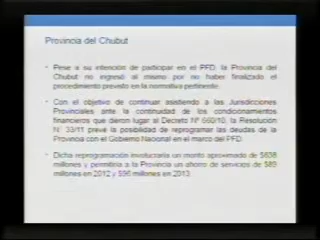 Provincia del Chubut
Pese a su intención de participar en el PFD, la Provincia del
Chubut no ingresó al mismo por no haber finalizado el
procedimiento previsto en la normativa pertinente.
Con el objetivo de continuar asistiendo a las Jurisdicciones
Provinciales ante la continuidad de los condicionamientos
financieros que dieron lugar al Decreto Nº 660/10, la Resolución
N 33/11 prevé la posibilidad de reprogramar las deudas de la
Provincia con el Gobierno Nacional en el marco del PFD.
Dicha reprogramación involucraría un monto aproximado de
millones y permitiría a la Provincia un ahorro de servicios de
millones en 2012 y millones en 2013.